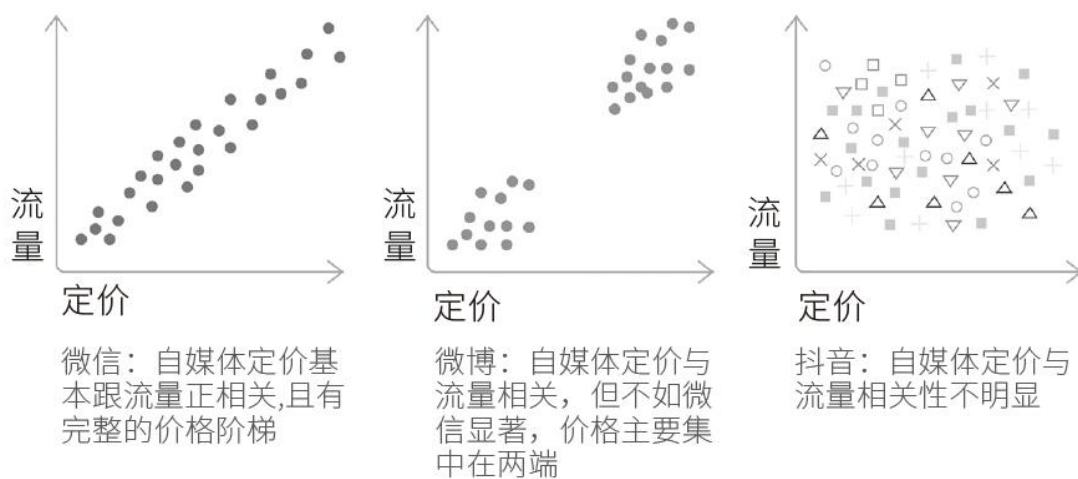 流量
定价
微信：自媒体定价基
本跟流量正相关,且有
完整的价格阶梯
流量
定价
微博：自媒体定价与
流量相关，但不如微
信显著，价格主要集
中在两端
流量
定价
抖音：自媒体定价与
流量相关性不明显